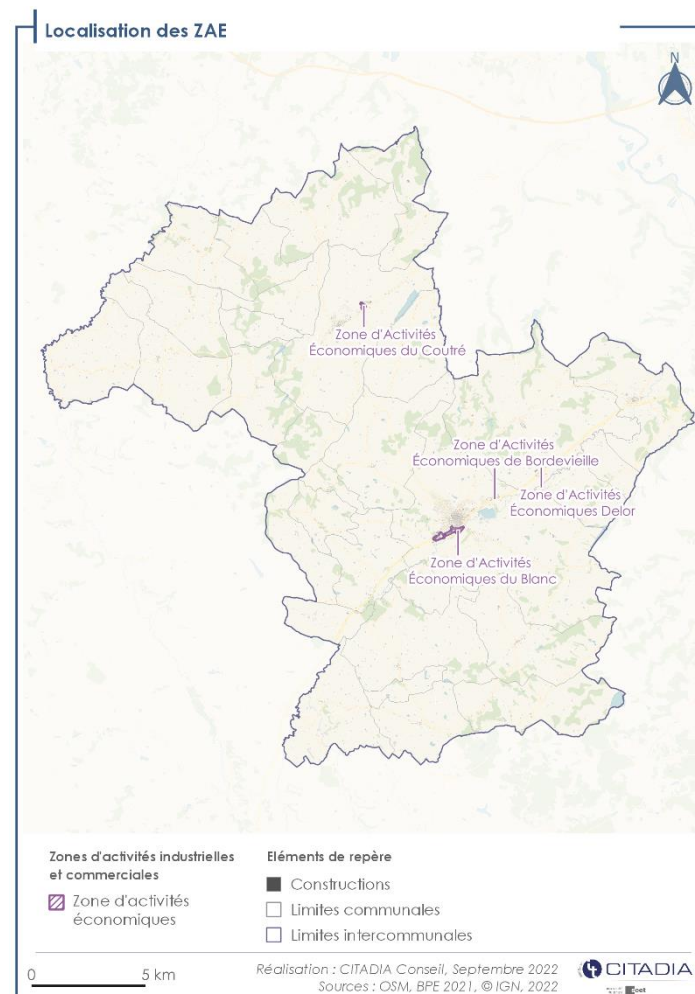 Localisation des ZAE
N
Zone d'Activités
Économiques du Coutré
Zone d'Activités
Économiques de Bordevieille
Zone d'Activités
Économiques Delor
Zone d'Activités
Économiques du Blanc
Zones d'activités industrielles
et commerciales
Zone d'activités
économiques
Eléments de repère
Constructions
Limites communales
Limites intercommunales
0 5 km
Réalisation : CITADIA Conseil, Septembre 2022
Sources : OSM, BPE 2021, © IGN, 2022
CITADIA